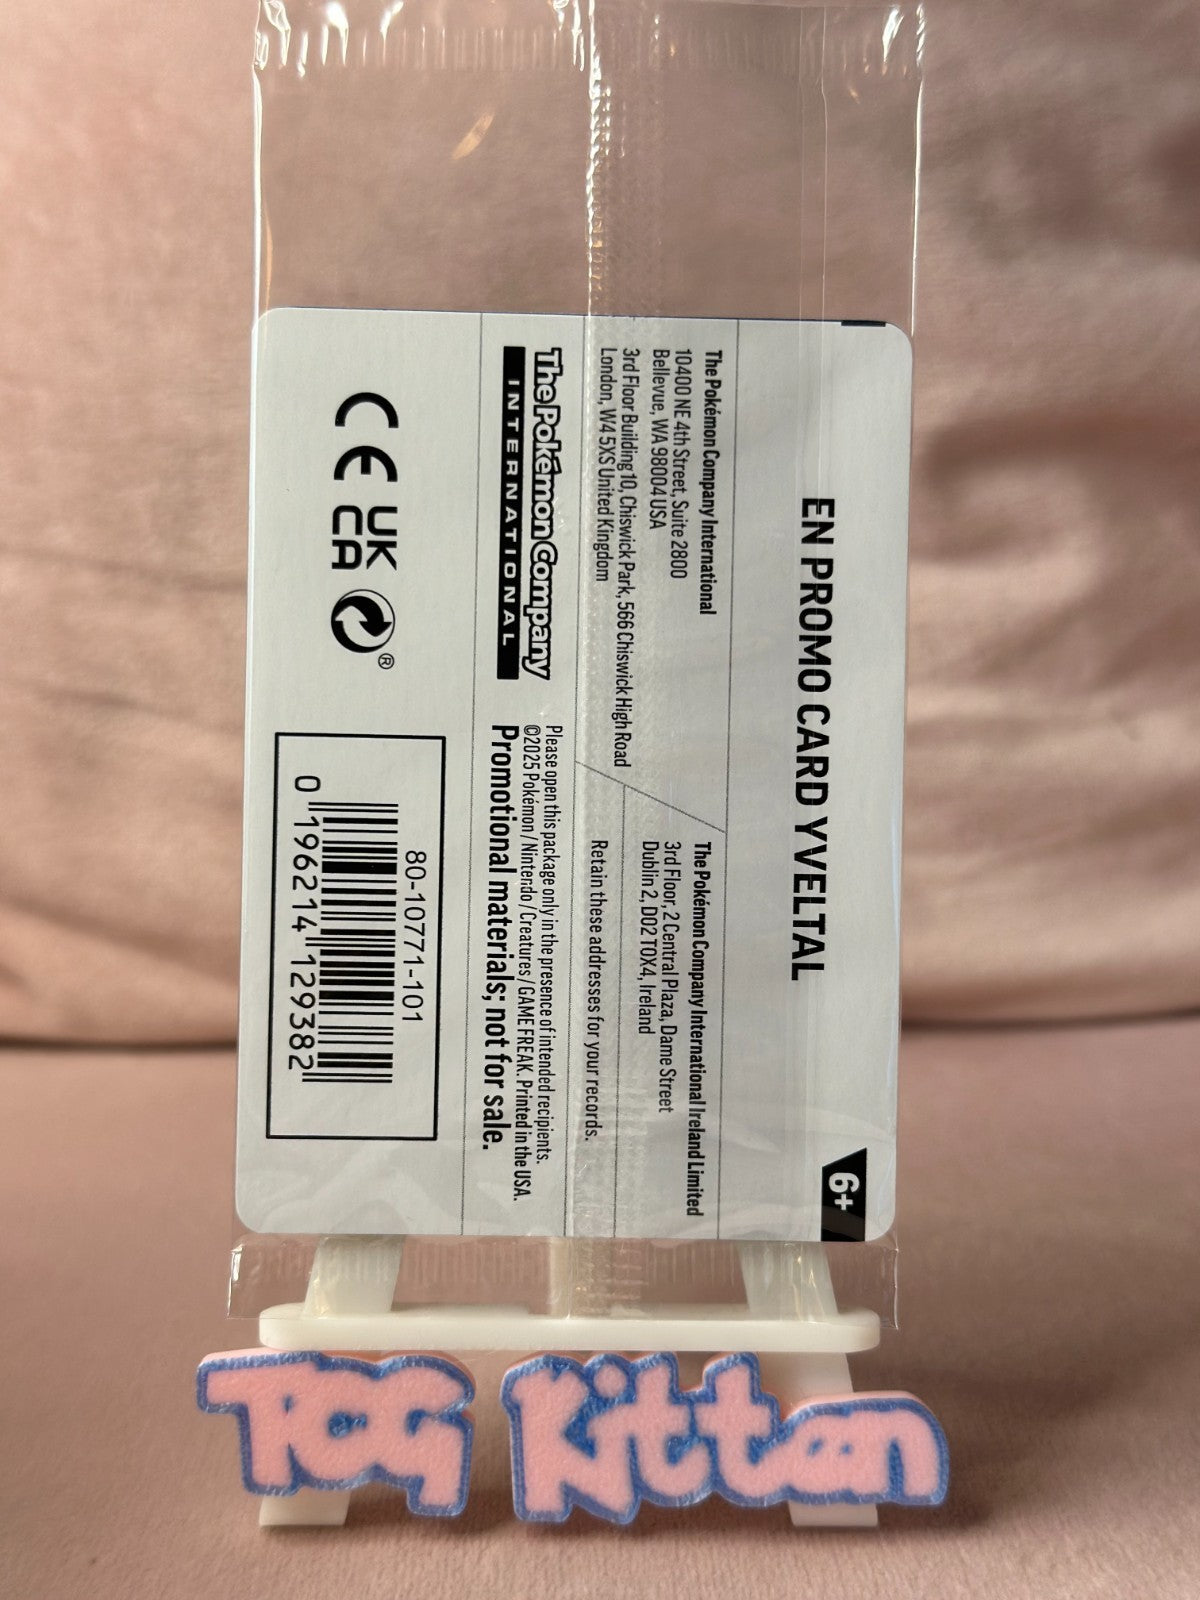 EN PROMO CARD YVELTAL
6+
The Pokémon Company International
10400 NE 4th Street, Suite 2800
Bellevue, WA 98004 USA
3rd Floor Building 10, Chiswick Park, 566 Chiswick High Road
London, W4 5XS United Kingdom
The Pokémon Company International Ireland Limited
3rd Floor, 2 Central Plaza, Dame Street
Dublin 2, D02 T0X4, Ireland
Retain these addresses for your records.
The Pokémon Company
INTERNATIONAL
Please open this package only in the presence of intended recipients.
©2025 Pokémon / Nintendo / Creatures / GAME FREAK. Printed in the USA.
Promotional materials; not for sale.
CE
UK
CA
®
80-10771-101
0 196214 129382
TCG Kitten